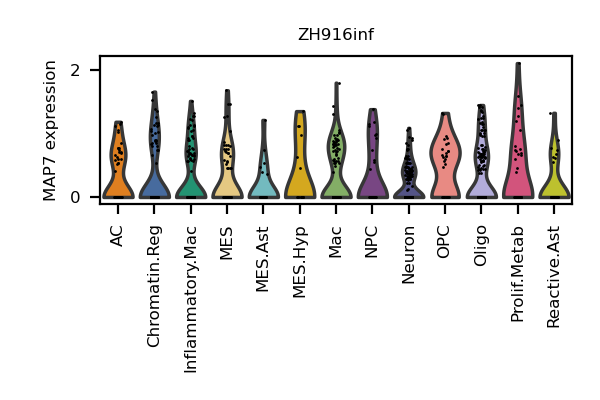 ZH916inf
MAP7 expression
2
0
AC
Chromatin.Reg
Inflammatory.Mac
MES
MES.Ast
MES.Hyp
Mac
NPC
Neuron
OPC
Oligo
Prolif.Metab
Reactive.Ast